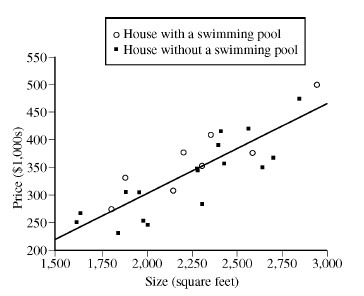 House with a swimming pool
House without a swimming pool
550
500
450
400
350
300
250
200
Price ($1,000s)
1,500 1,750 2,000 2,250 2,500 2,750 3,000
Size (square feet)